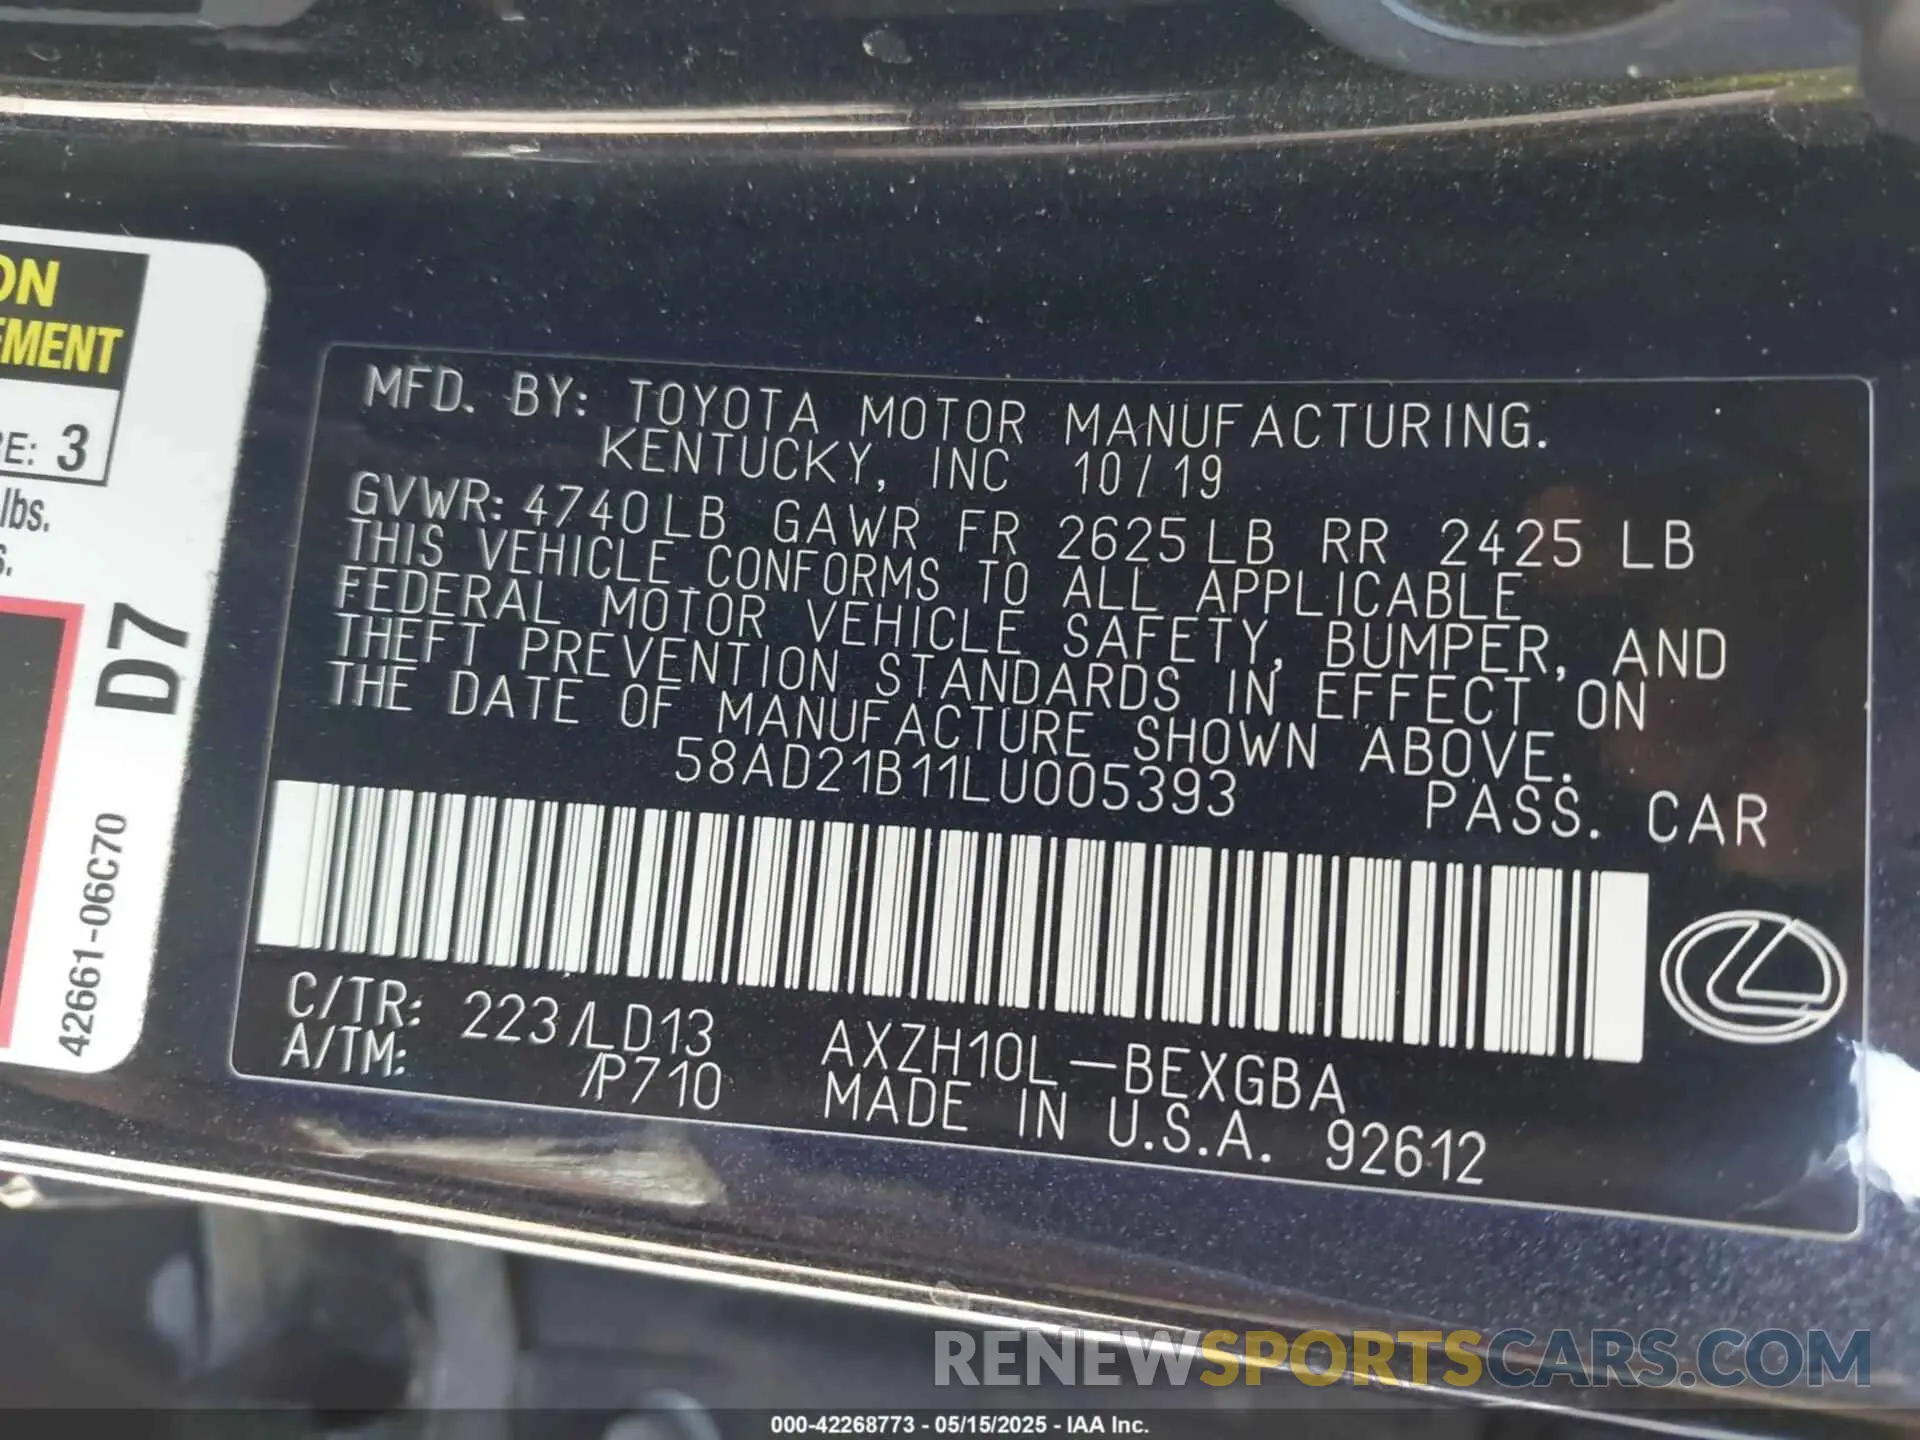 ON
EMENT
RE: 3
lbs.
s.
D7
42661-06C70
MFD. BY: TOYOTA MOTOR MANUFACTURING.
KENTUCKY, INC 10/19
GVWR: 4740LB GAWR FR 2625LB RR 2425 LB
THIS VEHICLE CONFORMS TO ALL APPLICABLE
FEDERAL MOTOR VEHICLE SAFETY, BUMPER, AND
THEFT PREVENTION STANDARDS IN EFFECT ON
THE DATE OF MANUFACTURE SHOWN ABOVE.
58AD21B11LU005393
PASS. CAR
C/TR: 223/LD13 AXZH10L-BEXGBA
A/TM: /P710 MADE IN U.S.A. 92612
RENEWSPORTSCARS.COM
000-42268773 - 05/15/2025 - IAA Inc.